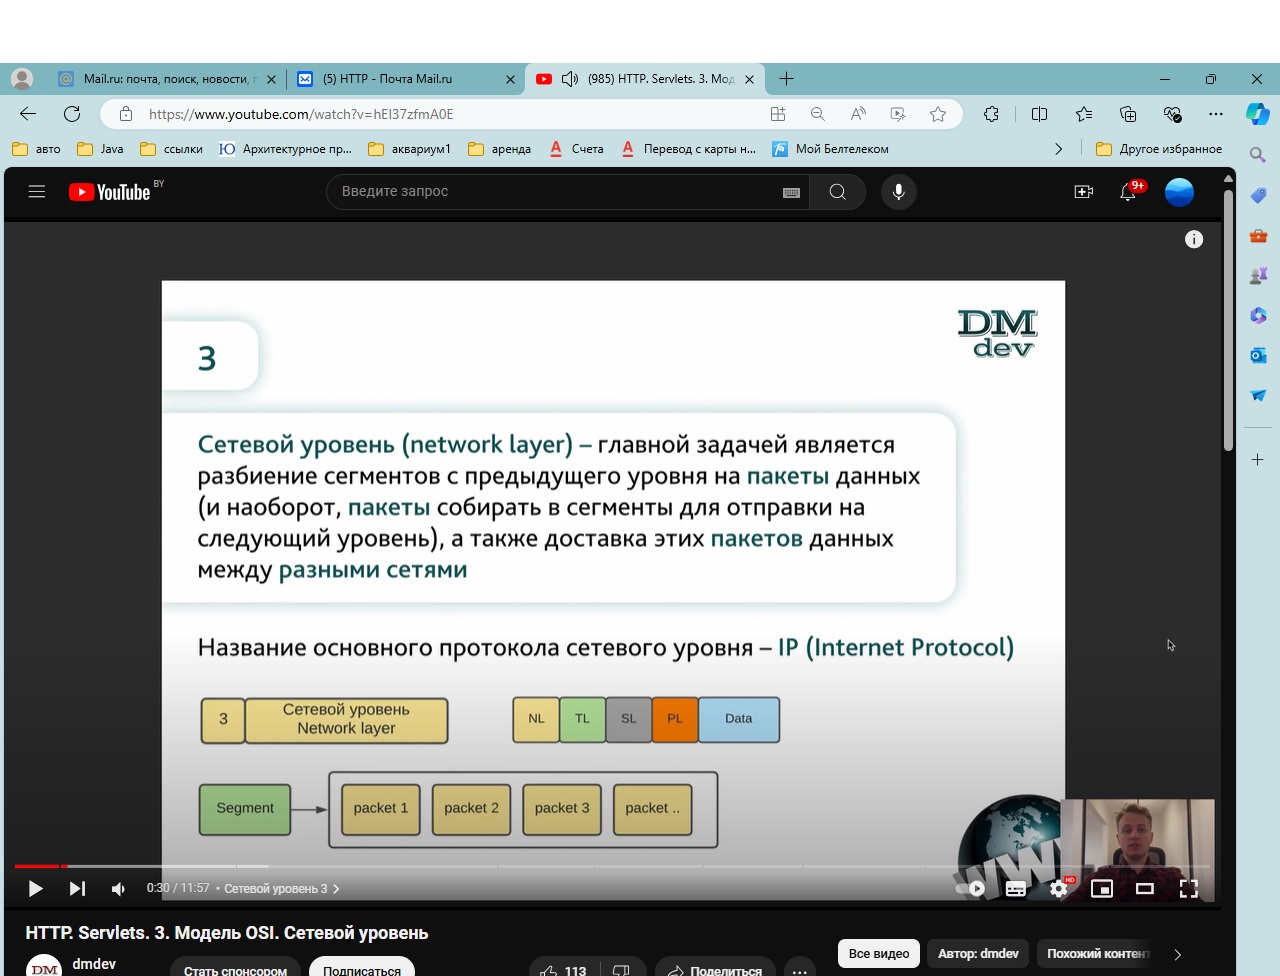 Mail.ru: почта, поиск, новости,
(5) HTTP - Почта Mail.ru
(985) HTTP. Servlets. 3. Мод
https://www.youtube.com/watch?v=hEI37zfmA0E
авто
Java
ссылки
Ю Архитектурное пр...
аквариум1
аренда
А Счета
А Перевод с карты н...
Мой Белтелеком
Другое избранное
YouTube BY
Введите запрос
9+
3
DM
dev
Сетевой уровень (network layer) – главной задачей является
разбиение сегментов с предыдущего уровня на пакеты данных
(и наоборот, пакеты собирать в сегменты для отправки на
следующий уровень), а также доставка этих пакетов данных
между разными сетями
Название основного протокола сетевого уровня – IP (Internet Protocol)
3
Сетевой уровень
Network layer
NL TL SL PL Data
Segment
packet 1 packet 2 packet 3 packet ..
WW
0:30 / 11:57 • Сетевой уровень 3
HD
HTTP. Servlets. 3. Модель OSI. Сетевой уровень
DM
dmdev
Стать спонсором
Подписаться
113
Поделиться
...
Все видео
Автор: dmdev
Похожий контент